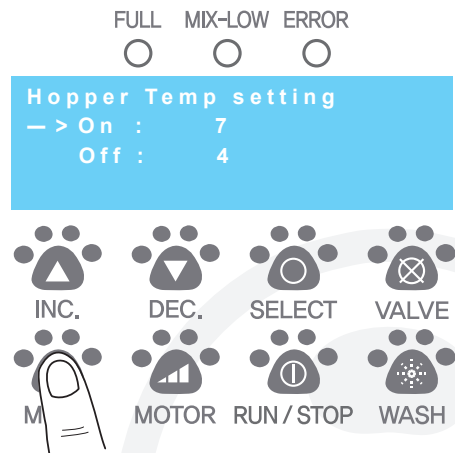 FULL MIX-LOW ERROR
Hopper Temp setting
—> On : 7
Off : 4
INC. DEC. SELECT VALVE
M MOTOR RUN / STOP WASH